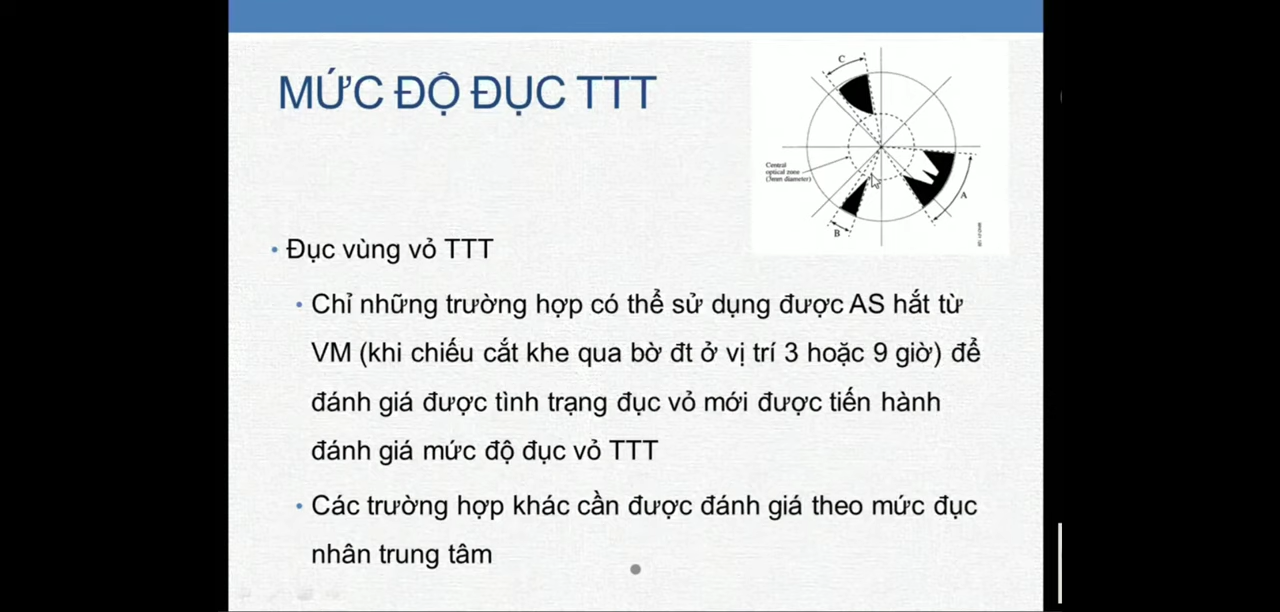 MỨC ĐỘ ĐỤC TTT
C
Central
optical zone
(3mm diameter)
A
B
• Đục vùng vỏ TTT
• Chỉ những trường hợp có thể sử dụng được AS hắt từ
VM (khi chiếu cắt khe qua bờ đt ở vị trí 3 hoặc 9 giờ) để
đánh giá được tình trạng đục vỏ mới được tiến hành
đánh giá mức độ đục vỏ TTT
• Các trường hợp khác cần được đánh giá theo mức đục
nhân trung tâm